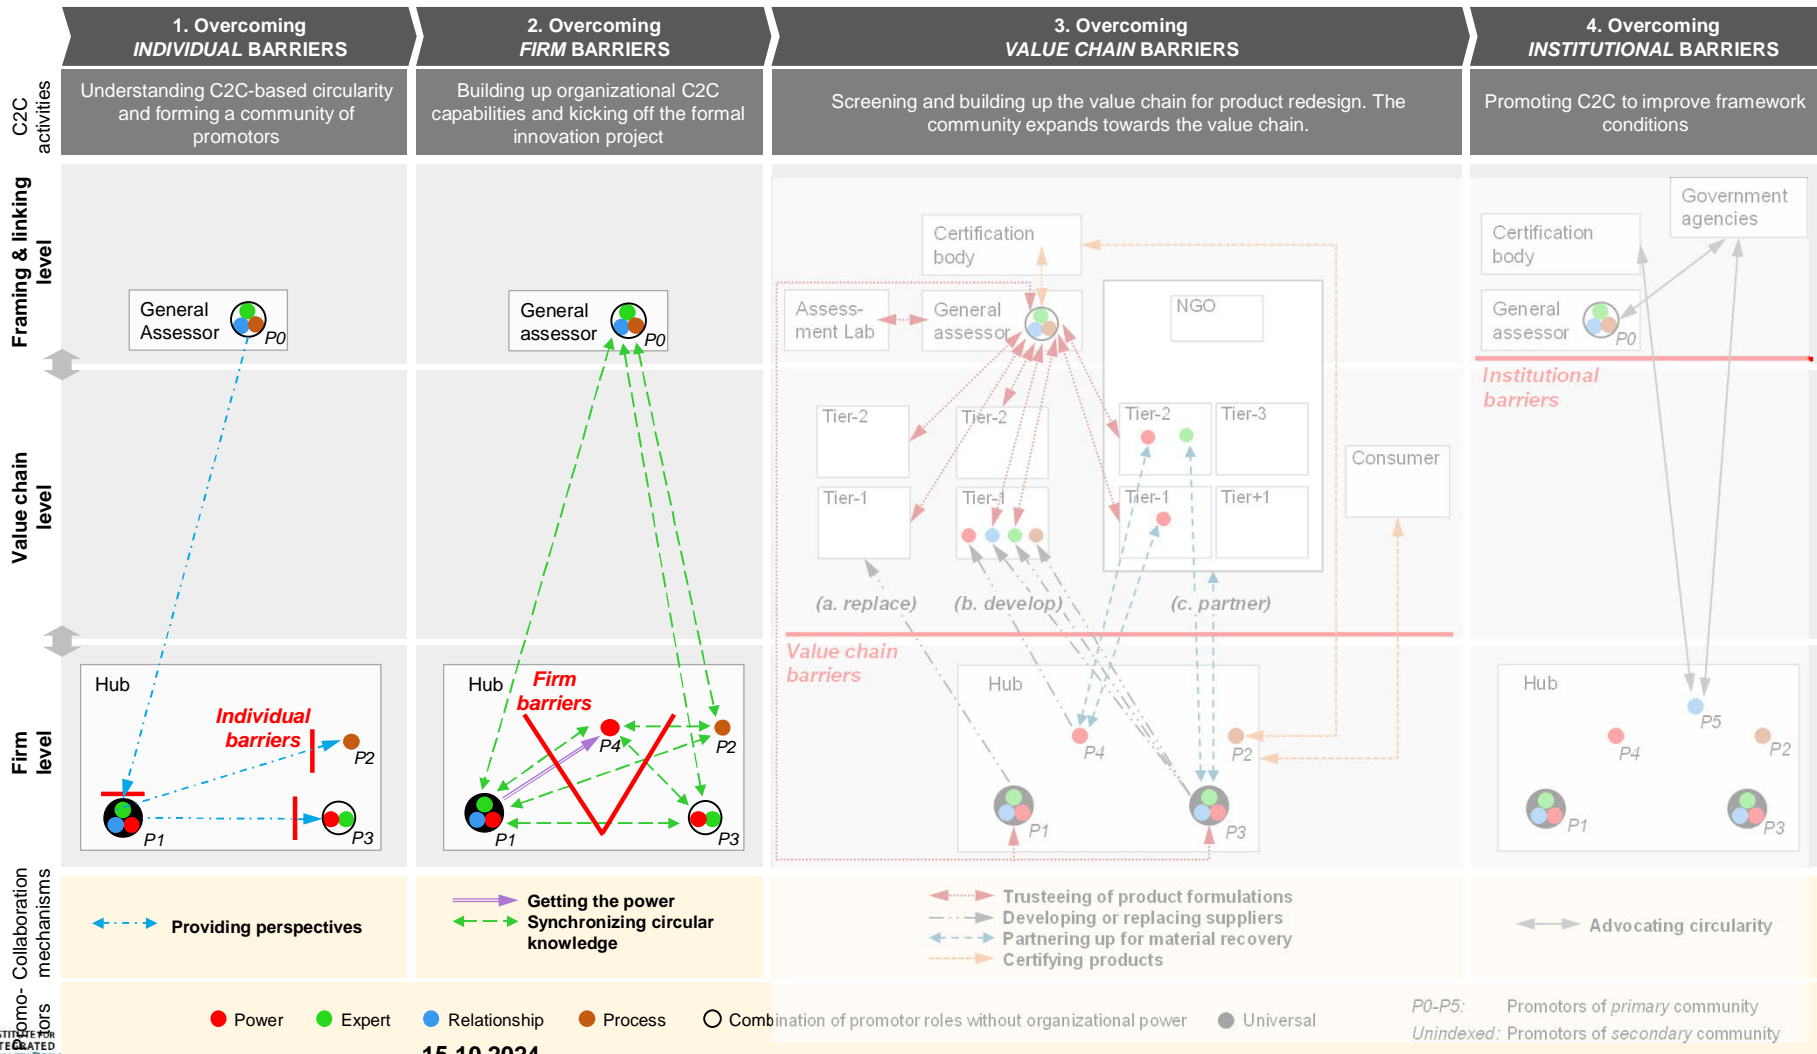 1. Overcoming
INDIVIDUAL BARRIERS
2. Overcoming
FIRM BARRIERS
3. Overcoming
VALUE CHAIN BARRIERS
4. Overcoming
INSTITUTIONAL BARRIERS
C2C
activities
Understanding C2C-based circularity
and forming a community of
promotors
Building up organizational C2C
capabilities and kicking off the formal
innovation project
Screening and building up the value chain for product redesign. The
community expands towards the value chain.
Promoting C2C to improve framework
conditions
Framing & linking
level
General
Assessor
P0
General
assessor
P0
Certification
body
Assess-
ment Lab
General
assessor
NGO
Government
agencies
Certification
body
General
assessor
P0
Institutional
barriers
Value chain
level
Tier-2
Tier-2
Tier-2
Tier-3
Tier-1
Tier-1
Tier-1
Tier+1
Consumer
(a. replace)
(b. develop)
(c. partner)
Value chain
barriers
Firm
level
Hub
Individual
barriers
P2
P1
P3
Hub
Firm
barriers
P4
P2
P1
P3
Hub
P4
P2
P1
P3
Hub
P5
P4
P2
P1
P3
Collaboration
mechanisms
Providing perspectives
Getting the power
Synchronizing circular
knowledge
Trusteeing of product formulations
Developing or replacing suppliers
Partnering up for material recovery
Certifying products
Advocating circularity
Promo-
tors
Power
Expert
Relationship
Process
Combination of promotor roles without organizational power
Universal
P0-P5: Promotors of primary community
Unindexed: Promotors of secondary community
15.10.2024